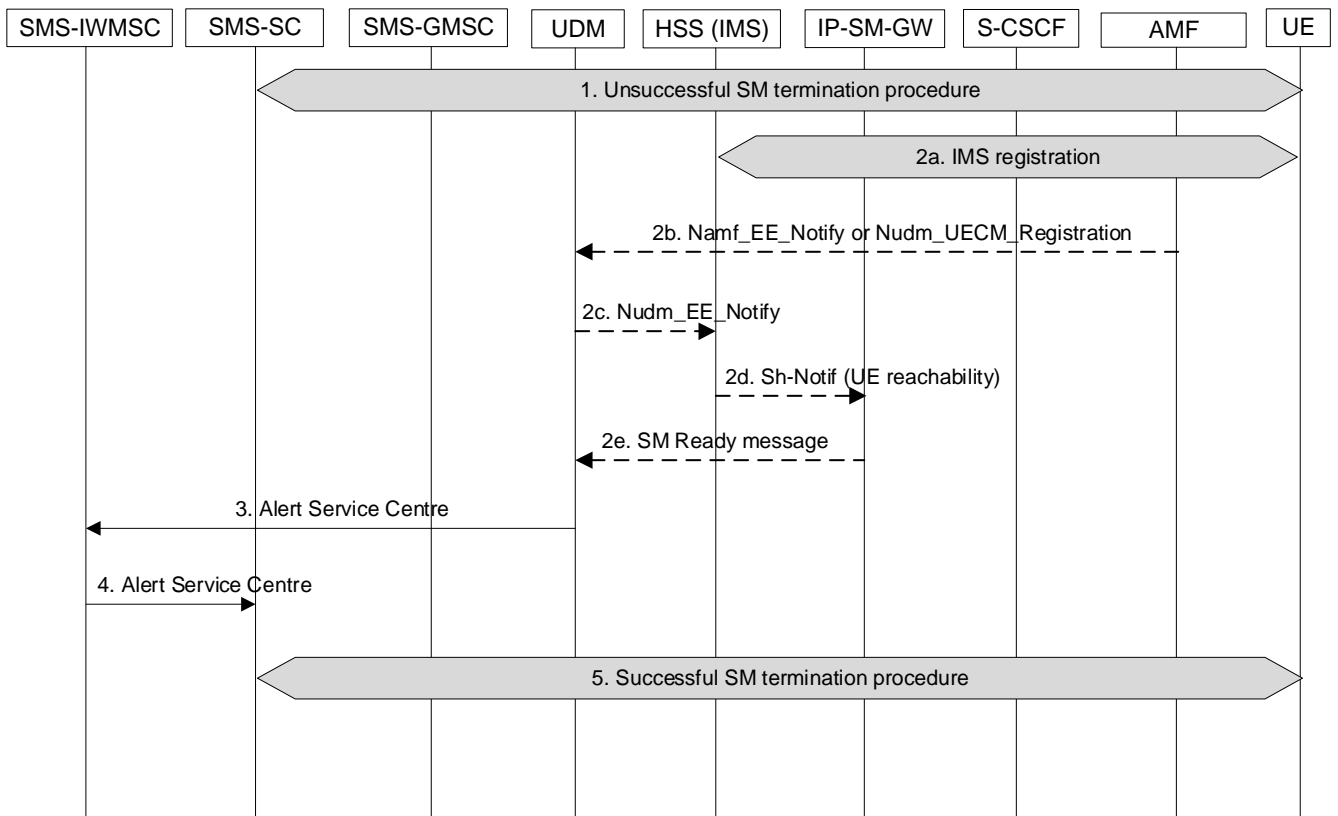 SMS-IWMSC SMS-SC SMS-GMSC UDM HSS (IMS) IP-SM-GW S-CSCF AMF UE
1. Unsuccessful SM termination procedure
2a. IMS registration
2b. Namf_EE_Notify or Nudm_UECM_Registration
2c. Nudm_EE_Notify
2d. Sh-Notif (UE reachability)
2e. SM Ready message
3. Alert Service Centre
4. Alert Service Centre
5. Successful SM termination procedure